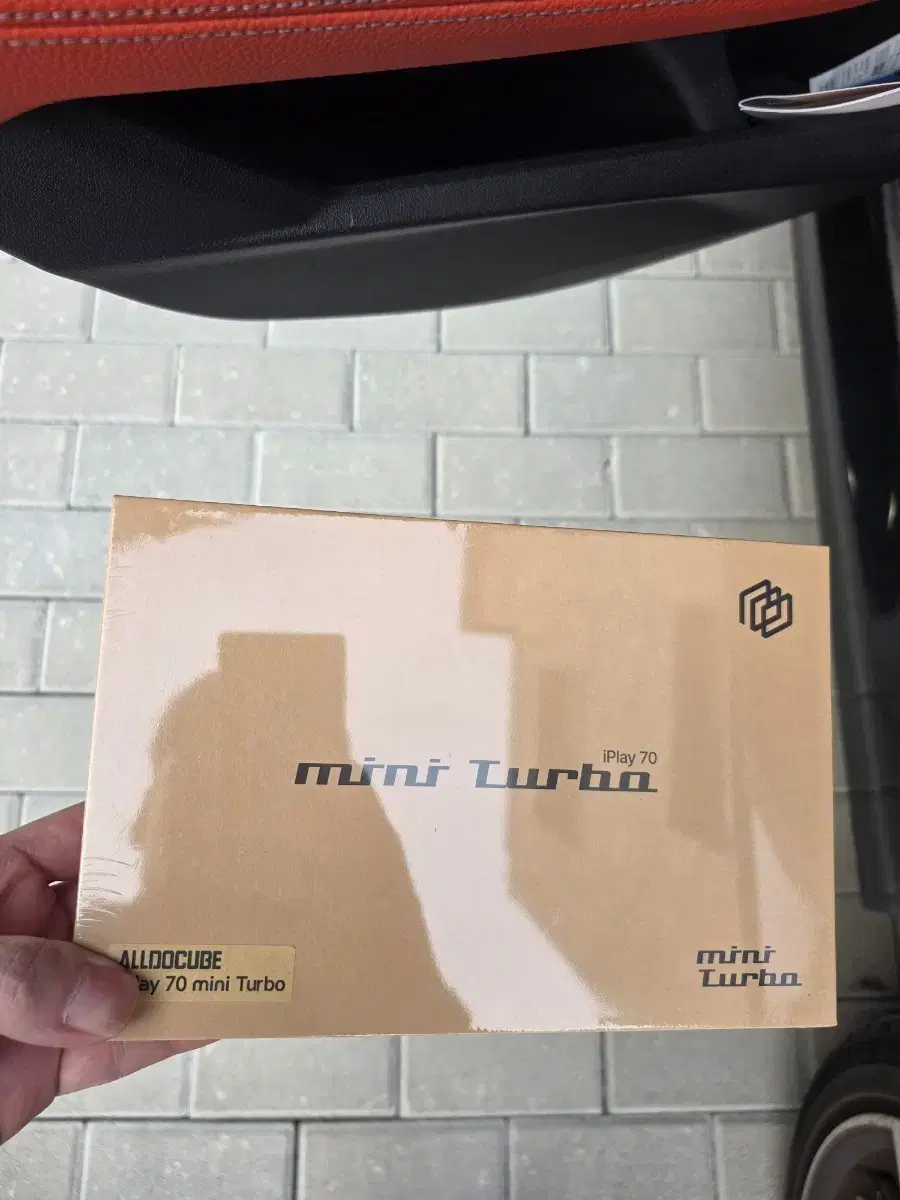 iPlay 70
mini Turbo
ALLDOCUBE
lay 70 mini Turbo
mini
Turbo